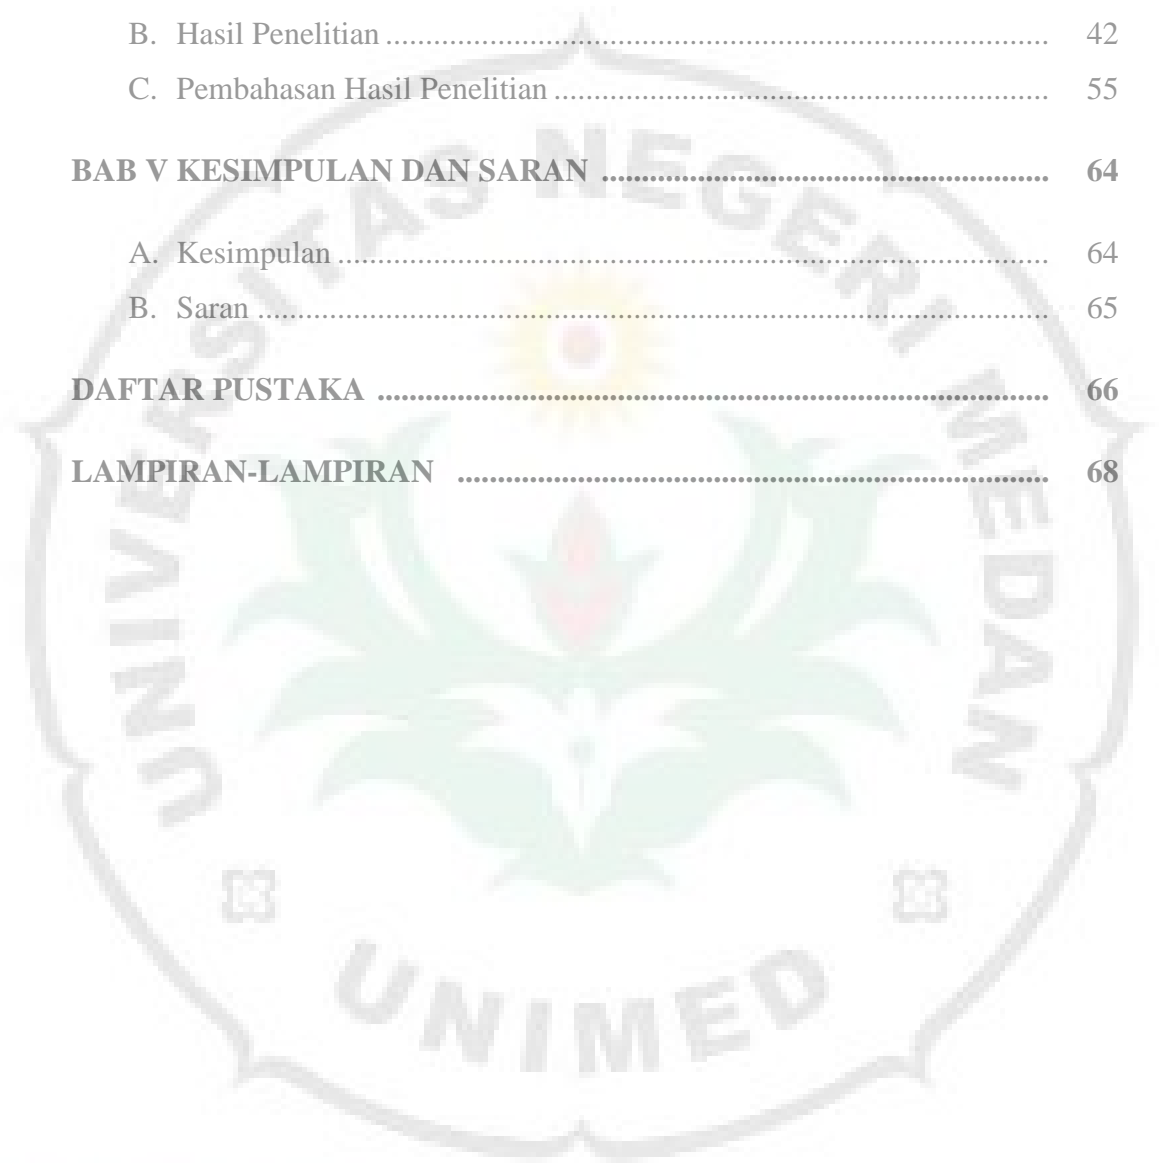 B. Hasil Penelitian ................................................................................... 42
C. Pembahasan Hasil Penelitian .............................................................. 55
BAB V KESIMPULAN DAN SARAN ........................................................ 64
A. Kesimpulan ......................................................................................... 64
B. Saran ................................................................................................... 65
DAFTAR PUSTAKA .................................................................................... 66
LAMPIRAN-LAMPIRAN .......................................................................... 68
UNIVERSITAS NEGERI MEDAN
UNIMED